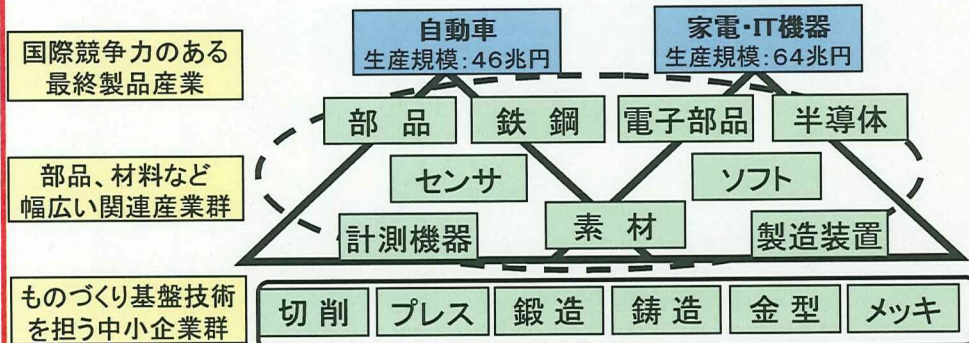 国際競争力のある
最終製品産業
自動車
生産規模：46兆円
家電・IT機器
生産規模：64兆円
部品、材料など
幅広い関連産業群
部 品
鉄 鋼
電子部品
半導体
センサ
ソフト
計測機器
素 材
製造装置
ものづくり基盤技術
を担う中小企業群
切 削
プレス
鍛 造
鋳 造
金 型
メッキ